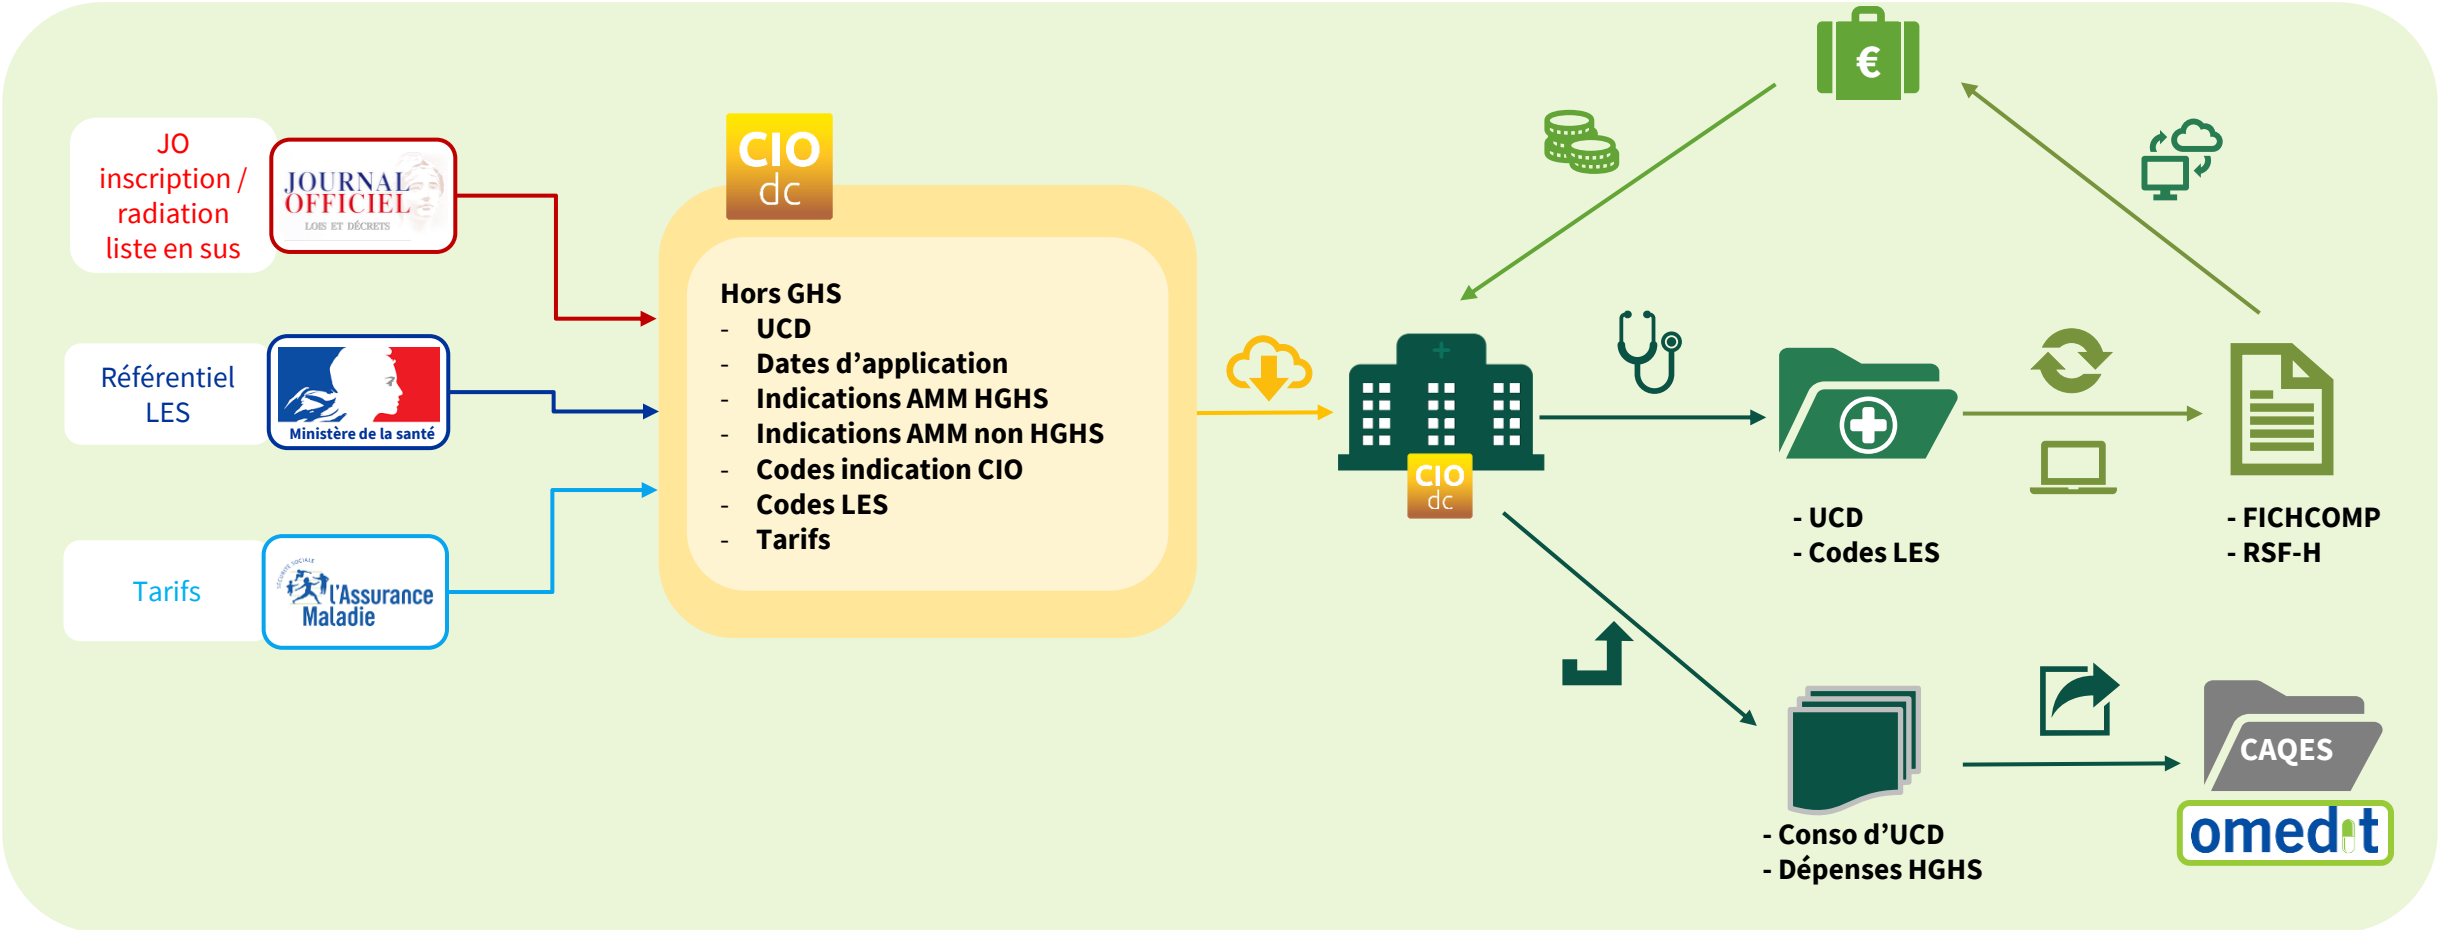 JO
inscription /
radiation
liste en sus
JOURNAL
OFFICIEL
LOIS ET DÉCRETS
Référentiel
LES
Ministère de la santé
Tarifs
SÉCURITÉ SOCIALE
l'Assurance
Maladie
CIO
dc
Hors GHS
- UCD
- Dates d’application
- Indications AMM HGHS
- Indications AMM non HGHS
- Codes indication CIO
- Codes LES
- Tarifs
€
CIO
dc
- UCD
- Codes LES
- FICHCOMP
- RSF-H
- Conso d’UCD
- Dépenses HGHS
CAQES
omedit